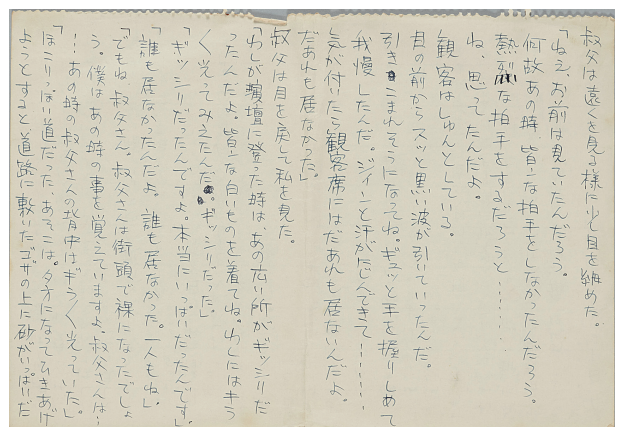 叔父は遠くを見る様に少し目を細めた。
「ねえ、お前は見ていたんだろう。
何故あの時、皆んな拍手をしなかったんだろう。
熱烈な拍手をするだろうと………
ね、思ってたんだよ。
観客はしゅんとしている。
目の前からスッと黒い波が引いていったんだ。
引きこまれそうになってね。ギュッと手を握りしめて
我慢したんだ。ジイーンと汗がにじんできて………
気が付いたら観客席にはだあれも居ないんだよ。
だあれも居なかった」
叔父は目を戻して私を見た。
「わしが演壇に登った時は あの広い所がギッシリだ
ったんだよ。皆んな白いものを着てね。わしにはキラ
く光ってみえたんだ。ギッシリだった」
「ギッシリだったんですよ。本当にいっぱいだったんです」
「誰も居なかったんだよ。誰も居なかった。一人もね」
「でもね 叔父さん。叔父さんは街頭で裸になったでしょ
う。僕はあの時の事を覚えていますよ。叔父さんは…
…あの時の叔父さんの背中はギラく光っていた」
「ほこりっぽい道だった。あそこは。夕方になってひきあげ
ようとすると道路に敷いたゴザの上に砂がいっぱいだ